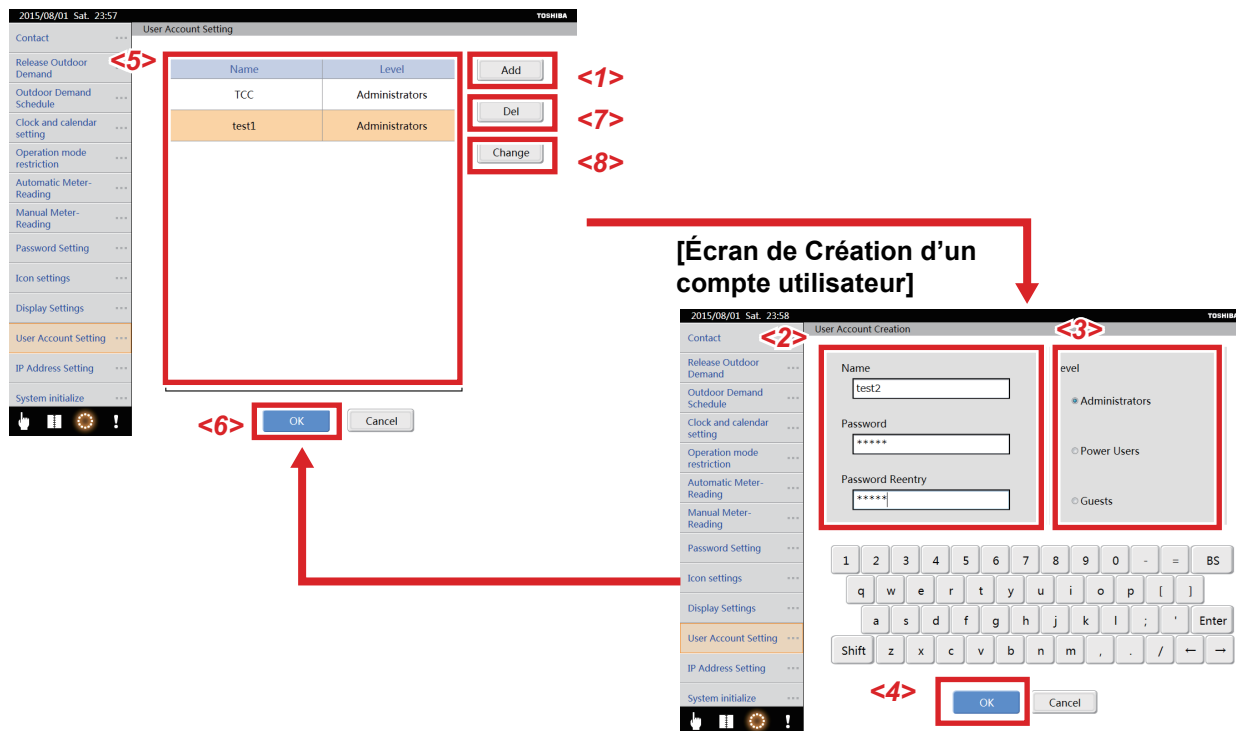 2015/08/01 Sat. 23:57 TOSHIBA
User Account Setting
Contact ...
Release Outdoor
Demand ...
Outdoor Demand
Schedule ...
Clock and calendar
setting ...
Operation mode
restriction ...
Automatic Meter-
Reading ...
Manual Meter-
Reading ...
Password Setting ...
Icon settings ...
Display Settings ...
User Account Setting ...
IP Address Setting ...
System initialize ...
<5>
Name Level
TCC Administrators
test1 Administrators
Add <1>
Del <7>
Change <8>
<6> OK Cancel
[Écran de Création d'un
compte utilisateur]
2015/08/01 Sat. 23:58 TOSHIBA
User Account Creation
Contact
Release Outdoor
Demand ...
Outdoor Demand
Schedule ...
Clock and calendar
setting ...
Operation mode
restriction ...
Automatic Meter-
Reading ...
Manual Meter-
Reading ...
Password Setting ...
Icon settings ...
Display Settings ...
User Account Setting ...
IP Address Setting ...
System initialize ...
<2>
Name
test2
Password
*****
Password Reentry
*****
<3>
evel
Administrators
Power Users
Guests
1 2 3 4 5 6 7 8 9 0 - = BS
q w e r t y u i o p [ ]
a s d f g h j k l ; ' Enter
Shift z x c v b n m , . / ← →
<4> OK Cancel